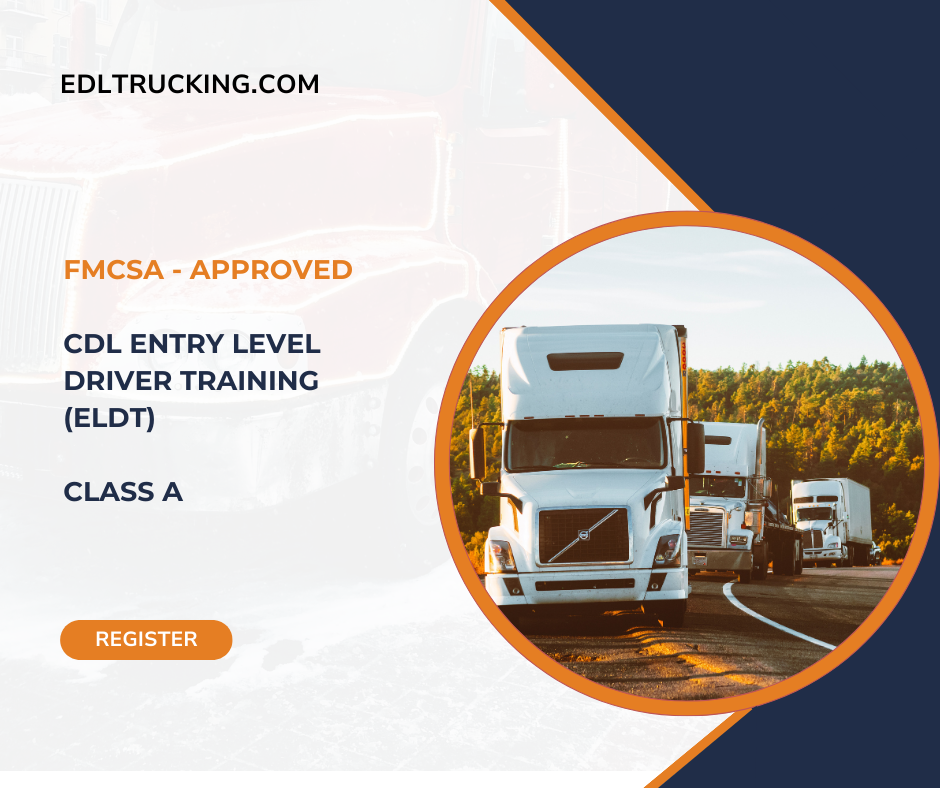 EDLTRUCKING.COM
FMCSA - APPROVED
CDL ENTRY LEVEL
DRIVER TRAINING
(ELDT)
CLASS A
REGISTER